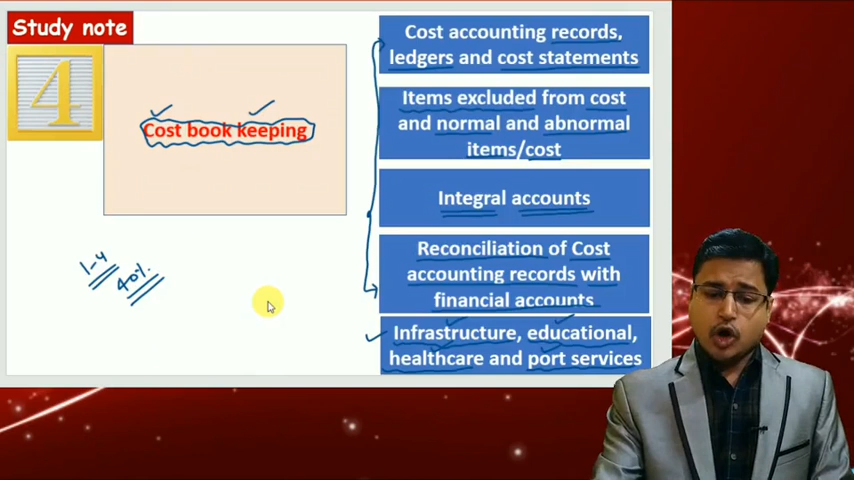 Study note
4
Cost book keeping
1-4
40%
Cost accounting records,
ledgers and cost statements
Items excluded from cost
and normal and abnormal
items/cost
Integral accounts
Reconciliation of Cost
accounting records with
financial accounts
Infrastructure, educational,
healthcare and port services